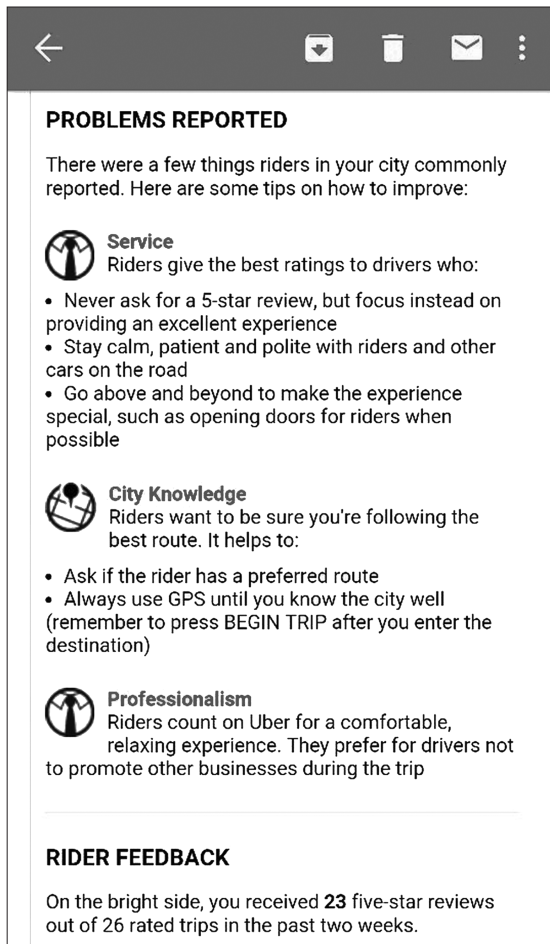 PROBLEMS REPORTED
There were a few things riders in your city commonly
reported. Here are some tips on how to improve:
Service
Riders give the best ratings to drivers who:
• Never ask for a 5-star review, but focus instead on
providing an excellent experience
• Stay calm, patient and polite with riders and other
cars on the road
• Go above and beyond to make the experience
special, such as opening doors for riders when
possible
City Knowledge
Riders want to be sure you're following the
best route. It helps to:
• Ask if the rider has a preferred route
• Always use GPS until you know the city well
(remember to press BEGIN TRIP after you enter the
destination)
Professionalism
Riders count on Uber for a comfortable,
relaxing experience. They prefer for drivers not
to promote other businesses during the trip
RIDER FEEDBACK
On the bright side, you received 23 five-star reviews
out of 26 rated trips in the past two weeks.